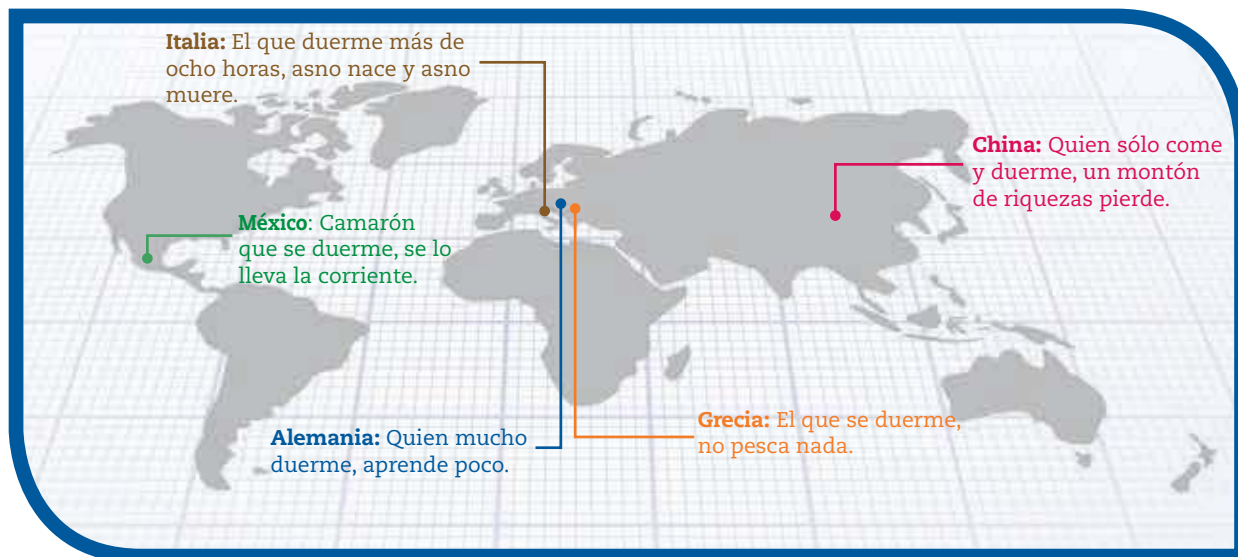 Italia: El que duerme más de
ocho horas, asno nace y asno
muere.
China: Quien sólo come
y duerme, un montón
de riquezas pierde.
México: Camarón
que se duerme, se lo
lleva la corriente.
Grecia: El que se duerme,
no pesca nada.
Alemania: Quien mucho
duerme, aprende poco.